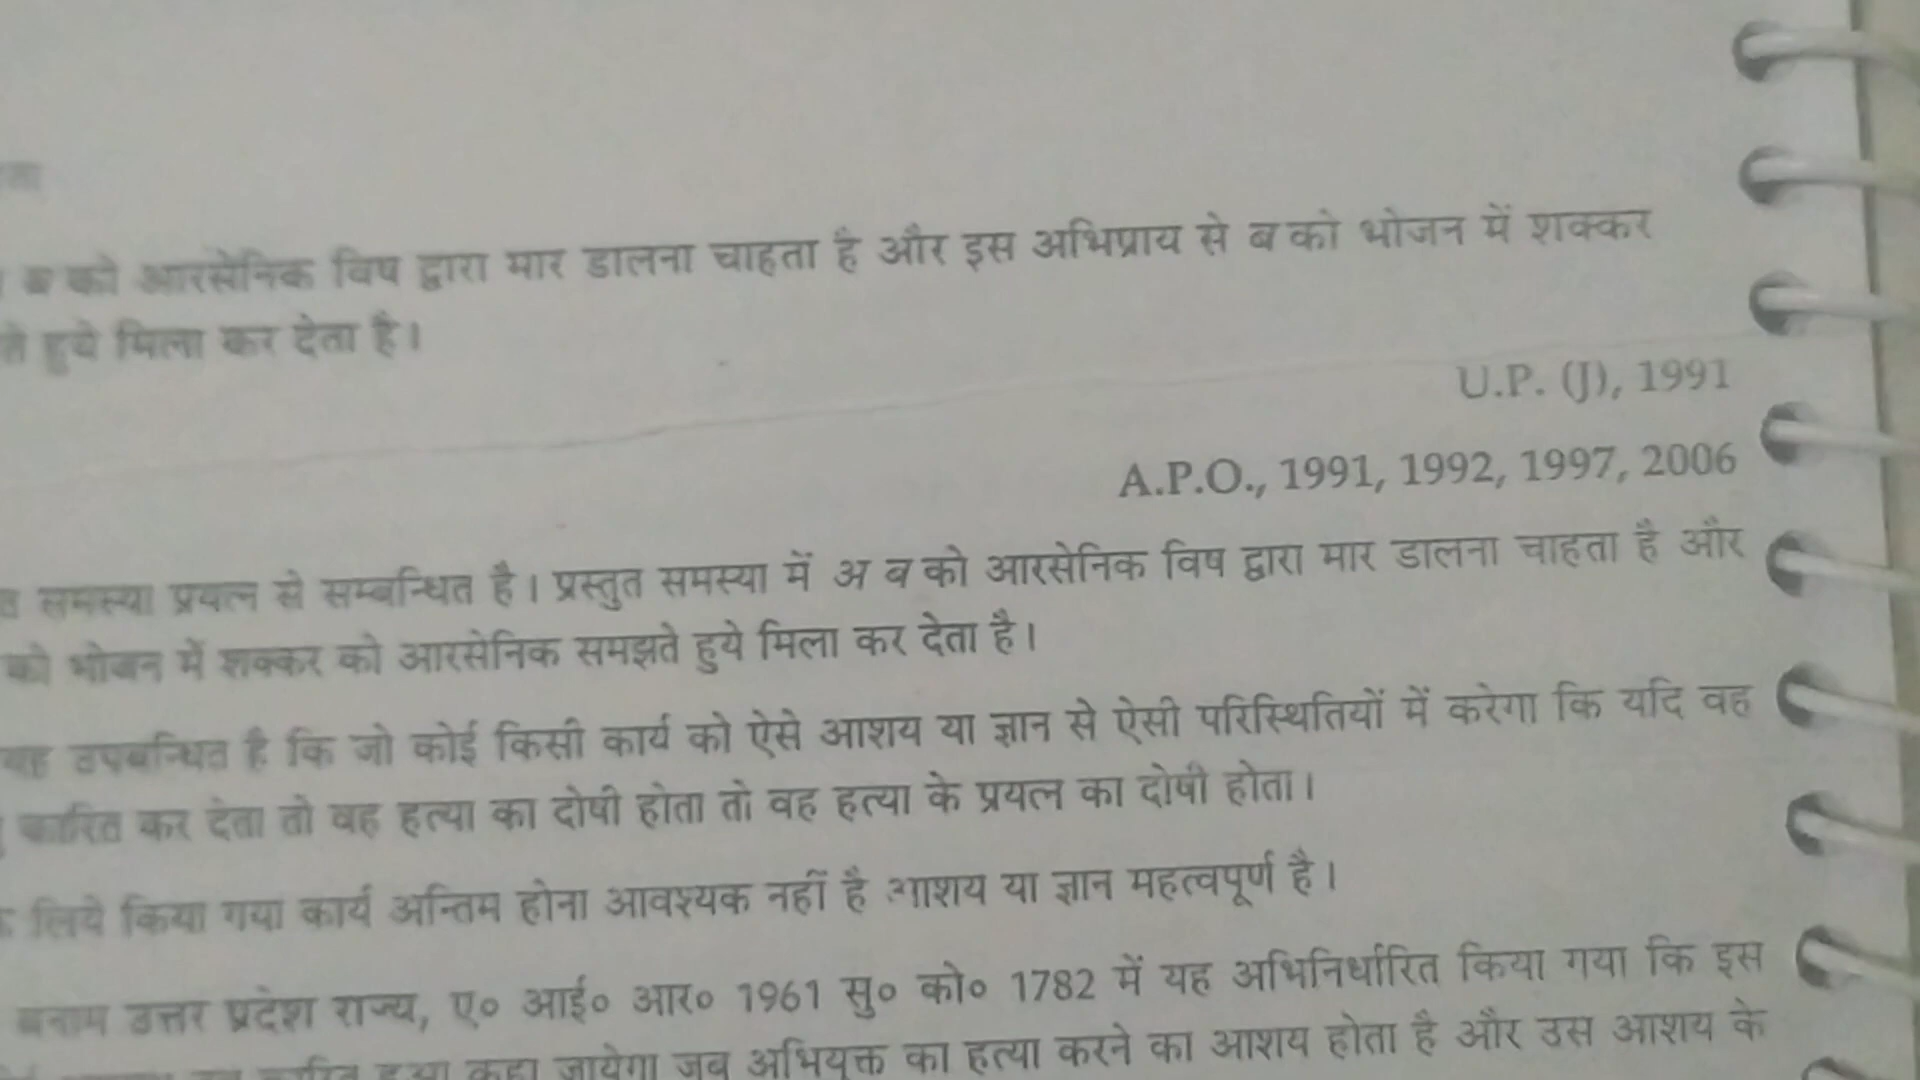 ब को आरसेनिक विष द्वारा मार डालना चाहता है और इस अभिप्राय से ब को भोजन में शक्कर
हुये मिला कर देता है।
U.P. (J), 1991
A.P.O., 1991, 1992, 1997, 2006
समस्या प्रयत्न से सम्बन्धित है। प्रस्तुत समस्या में अ ब को आरसेनिक विष द्वारा मार डालना चाहता है और
को भोजन में शक्कर को आरसेनिक समझते हुये मिला कर देता है।
यह उपबन्धित है कि जो कोई किसी कार्य को ऐसे आशय या ज्ञान से ऐसी परिस्थितियों में करेगा कि यदि वह
कारित कर देता तो वह हत्या का दोषी होता तो वह हत्या के प्रयत्न का दोषी होता।
लिये किया गया कार्य अन्तिम होना आवश्यक नहीं है आशय या ज्ञान महत्वपूर्ण है।
बनाम उत्तर प्रदेश राज्य, ए० आई० आर० 1961 सु० को० 1782 में यह अभिनिर्धारित किया गया कि इस
कहा जायेगा जब अभियुक्त का हत्या करने का आशय होता है और उस आशय के